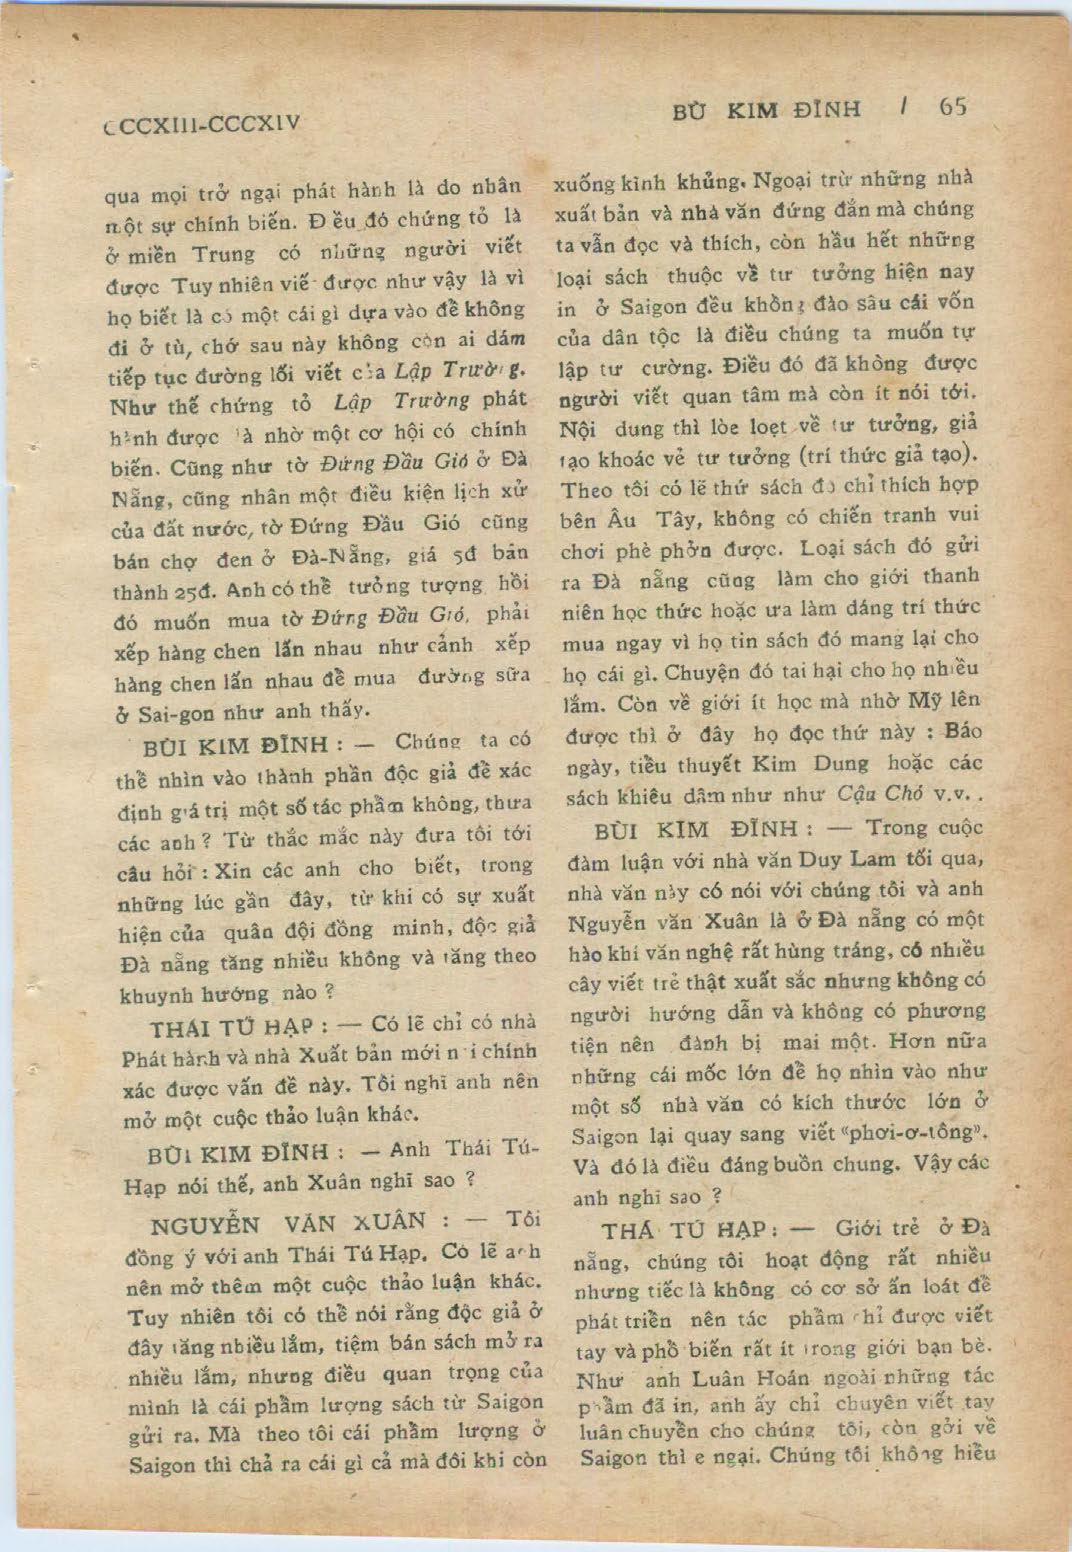 CCCXIII-CCCXIV
BÙ KIM ĐĨNH / 65
qua mọi trở ngại phát hành là do nhân
một sự chính biến. Đ ều đó chứng tỏ là
ở miền Trung có những người viết
được Tuy nhiên viế được như vậy là vì
họ biết là có một cái gì dựa vào để không
đi ở tù, chớ sau này không còn ai dám
tiếp tục đường lối viết của Lập Trường.
Như thế chứng tỏ Lập Trường phát
hành được là nhờ một cơ hội có chính
biến. Cũng như tờ Đứng Đầu Gió ở Đà
Nẵng, cũng nhân một điều kiện lịch xử
của đất nước, tờ Đứng Đầu Gió cũng
bán chợ đen ở Đà-Nẵng, giá 5đ bán
thành 25đ. Anh có thể tưởng tượng hồi
đó muốn mua tờ Đứng Đầu Gió, phải
xếp hàng chen lấn nhau như cảnh xếp
hàng chen lấn nhau để mua đường sữa
ở Sai-gon như anh thấy.
BÙI KIM ĐĨNH : — Chúng ta có
thể nhìn vào thành phần độc giả để xác
định giá trị một số tác phẩm không, thưa
các anh ? Từ thắc mắc này đưa tôi tới
câu hỏi : Xin các anh cho biết, trong
những lúc gần đây, từ khi có sự xuất
hiện của quân đội đồng minh, độc giả
Đà nẵng tăng nhiều không và tăng theo
khuynh hướng nào ?
THÁI TÚ HẠP : — Có lẽ chỉ có nhà
Phát hành và nhà Xuất bản mới n i chính
xác được vấn đề này. Tôi nghĩ anh nên
mở một cuộc thảo luận khác.
BÙI KIM ĐĨNH : — Anh Thái Tú-
Hạp nói thế, anh Xuân nghĩ sao ?
NGUYỄN VĂN XUÂN : — Tôi
đồng ý với anh Thái Tú Hạp. Có lẽ anh
nên mở thêm một cuộc thảo luận khác.
Tuy nhiên tôi có thể nói rằng độc giả ở
đây tăng nhiều lắm, tiệm bán sách mở ra
nhiều lắm, nhưng điều quan trọng của
mình là cái phẩm lượng sách từ Saigon
gửi ra. Mà theo tôi cái phẩm lượng ở
Saigon thì chả ra cái gì cả mà đôi khi còn
xuống kinh khủng. Ngoại trừ những nhà
xuất bản và nhà văn đứng đắn mà chúng
ta vẫn đọc và thích, còn hầu hết những
loại sách thuộc về tư tưởng hiện nay
in ở Saigon đều không đào sâu cái vốn
của dân tộc là điều chúng ta muốn tự
lập tư cường. Điều đó đã không được
người viết quan tâm mà còn ít nói tới.
Nội dung thì lòe loẹt về tư tưởng, giả
tạo khoác vẻ tư tưởng (trí thức giả tạo).
Theo tôi có lẽ thứ sách đó chỉ thích hợp
bên Âu Tây, không có chiến tranh vui
chơi phè phởn được. Loại sách đó gửi
ra Đà nẵng cũng làm cho giới thanh
niên học thức hoặc ưa làm dáng trí thức
mua ngay vì họ tin sách đó mang lại cho
họ cái gì. Chuyện đó tai hại cho họ nhiều
lắm. Còn về giới ít học mà nhờ Mỹ lên
được thì ở đây họ đọc thứ này : Báo
ngày, tiểu thuyết Kim Dung hoặc các
sách khiêu dâm như như Cậu Chó v.v. .
BÙI KIM ĐĨNH : — Trong cuộc
đàm luận với nhà văn Duy Lam tối qua,
nhà văn này có nói với chúng tôi và anh
Nguyễn văn Xuân là ở Đà nẵng có một
hào khí văn nghệ rất hùng tráng, có nhiều
cây viết trẻ thật xuất sắc nhưng không có
người hướng dẫn và không có phương
tiện nên đành bị mai một. Hơn nữa
những cái mốc lớn để họ nhìn vào như
một số nhà văn có kích thước lớn ở
Saigon lại quay sang viết “phơi-ơ-tông”.
Và đó là điều đáng buồn chung. Vậy các
anh nghĩ sao ?
THÁ TÚ HẠP : — Giới trẻ ở Đà
nẵng, chúng tôi hoạt động rất nhiều
nhưng tiếc là không có cơ sở ấn loát để
phát triển nên tác phẩm chỉ được viết
tay và phổ biến rất ít trong giới bạn bè.
Như anh Luân Hoán ngoài những tác
phẩm đã in, anh ấy chỉ chuyên viết tay
luân chuyền cho chúng tôi, còn gởi về
Saigon thì e ngại. Chúng tôi không hiểu